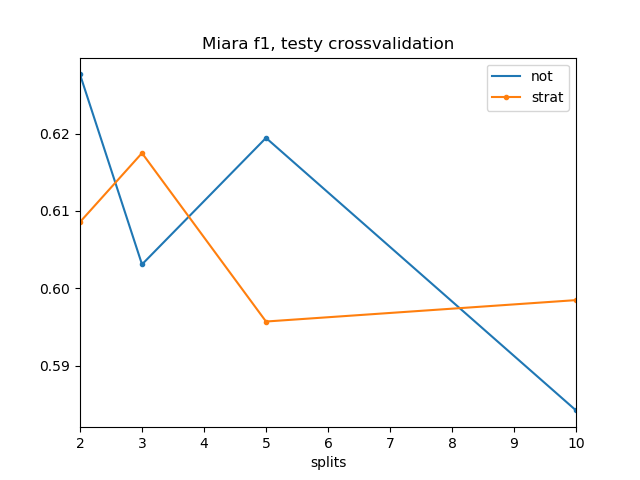 Miara f1, testy crossvalidation
not
strat
0.62
0.61
0.60
0.59
2 3 4 5 6 7 8 9 10
splits